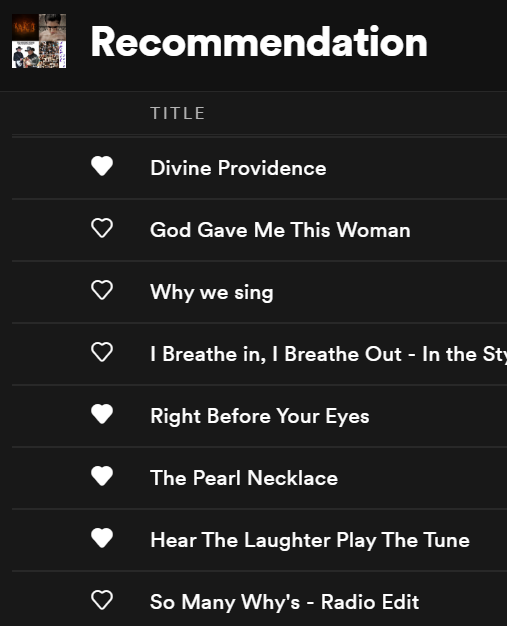 Recommendation
TITLE
Divine Providence
God Gave Me This Woman
Why we sing
I Breathe in, I Breathe Out - In the Sty
Right Before Your Eyes
The Pearl Necklace
Hear The Laughter Play The Tune
So Many Why's - Radio Edit